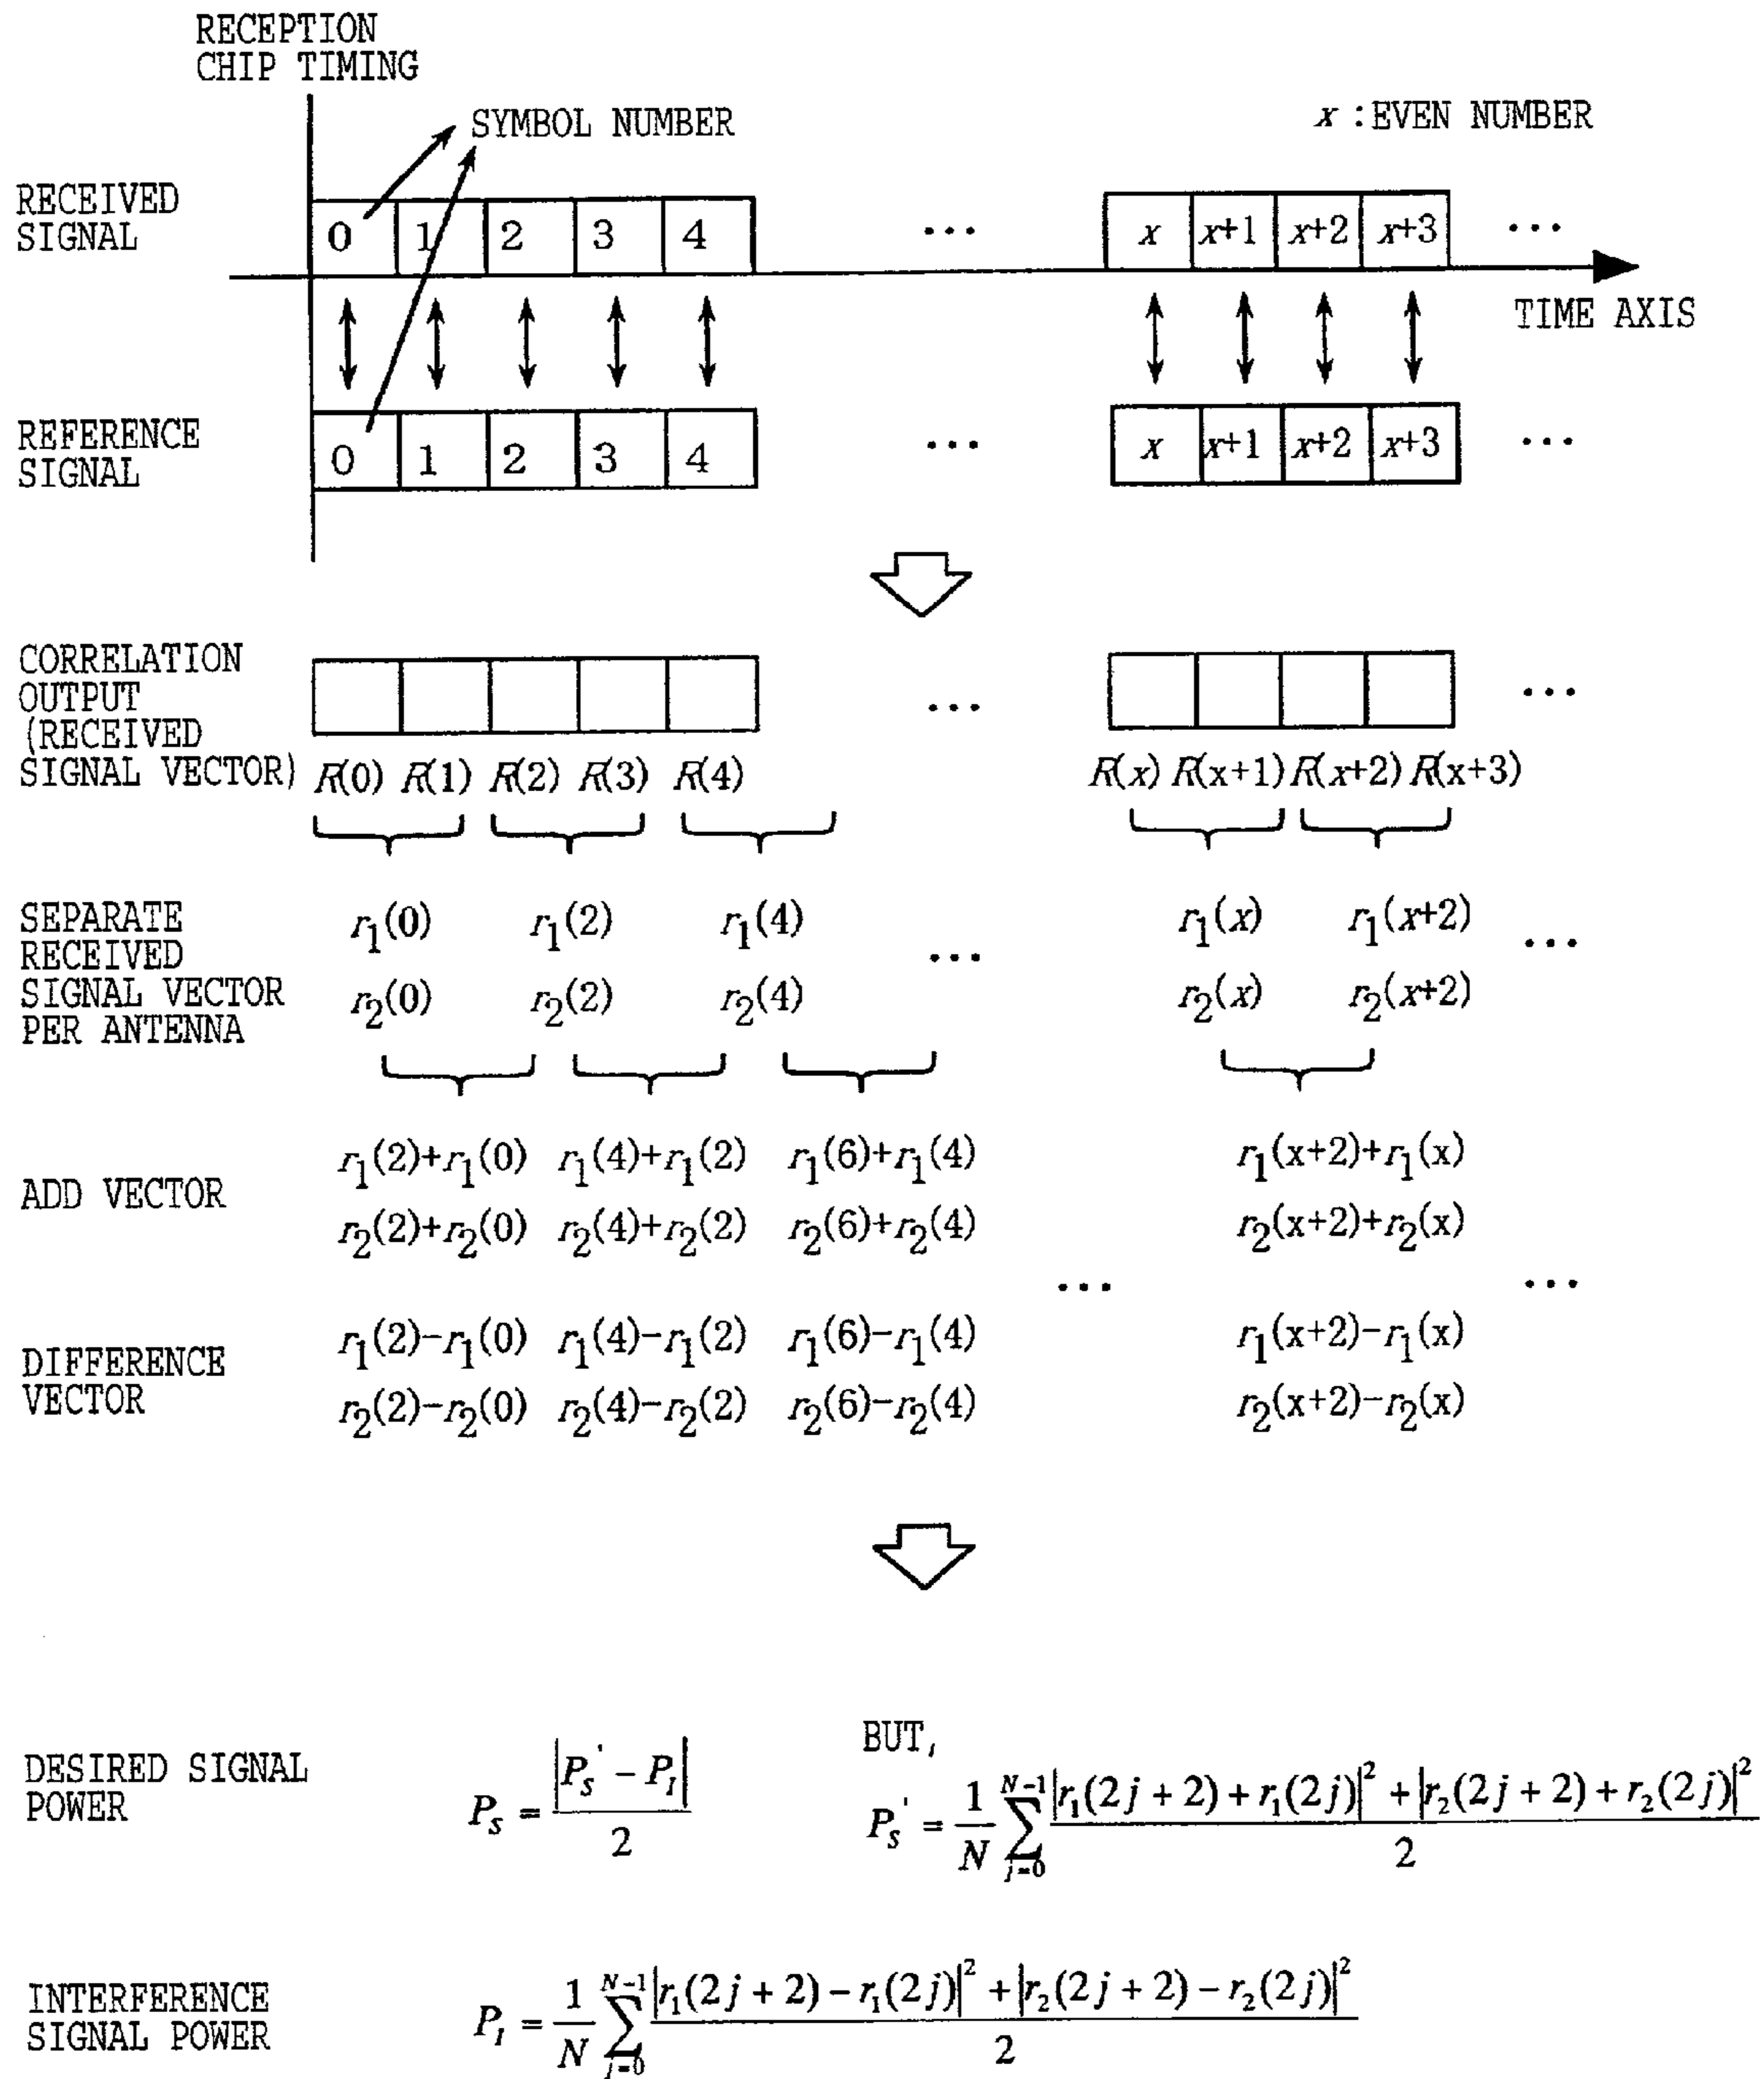 RECEPTION
CHIP TIMING
SYMBOL NUMBER
x : EVEN NUMBER
RECEIVED
SIGNAL
0 1 2 3 4 ... x x+1 x+2 x+3 ...
TIME AXIS
REFERENCE
SIGNAL
0 1 2 3 4 ... x x+1 x+2 x+3 ...
CORRELATION
OUTPUT
(RECEIVED
SIGNAL VECTOR)
... ...
R(0) R(1) R(2) R(3) R(4) R(x) R(x+1) R(x+2) R(x+3)
SEPARATE
RECEIVED
SIGNAL VECTOR
PER ANTENNA
r₁(0) r₁(2) r₁(4) ... r₁(x) r₁(x+2) ...
r₂(0) r₂(2) r₂(4) r₂(x) r₂(x+2)
ADD VECTOR
r₁(2)+r₁(0) r₁(4)+r₁(2) r₁(6)+r₁(4) r₁(x+2)+r₁(x)
r₂(2)+r₂(0) r₂(4)+r₂(2) r₂(6)+r₂(4) r₂(x+2)+r₂(x)
... ...
DIFFERENCE
VECTOR
r₁(2)-r₁(0) r₁(4)-r₁(2) r₁(6)-r₁(4) r₁(x+2)-r₁(x)
r₂(2)-r₂(0) r₂(4)-r₂(2) r₂(6)-r₂(4) r₂(x+2)-r₂(x)
DESIRED SIGNAL
POWER
P_S = |P_S' - P_I| / 2
BUT,
P_S' = 1/N Σ_{j=0}^{N-1} (|r₁(2j+2)+r₁(2j)|² + |r₂(2j+2)+r₂(2j)|²) / 2
INTERFERENCE
SIGNAL POWER
P_I = 1/N Σ_{j=0}^{N-1} (|r₁(2j+2)-r₁(2j)|² + |r₂(2j+2)-r₂(2j)|²) / 2